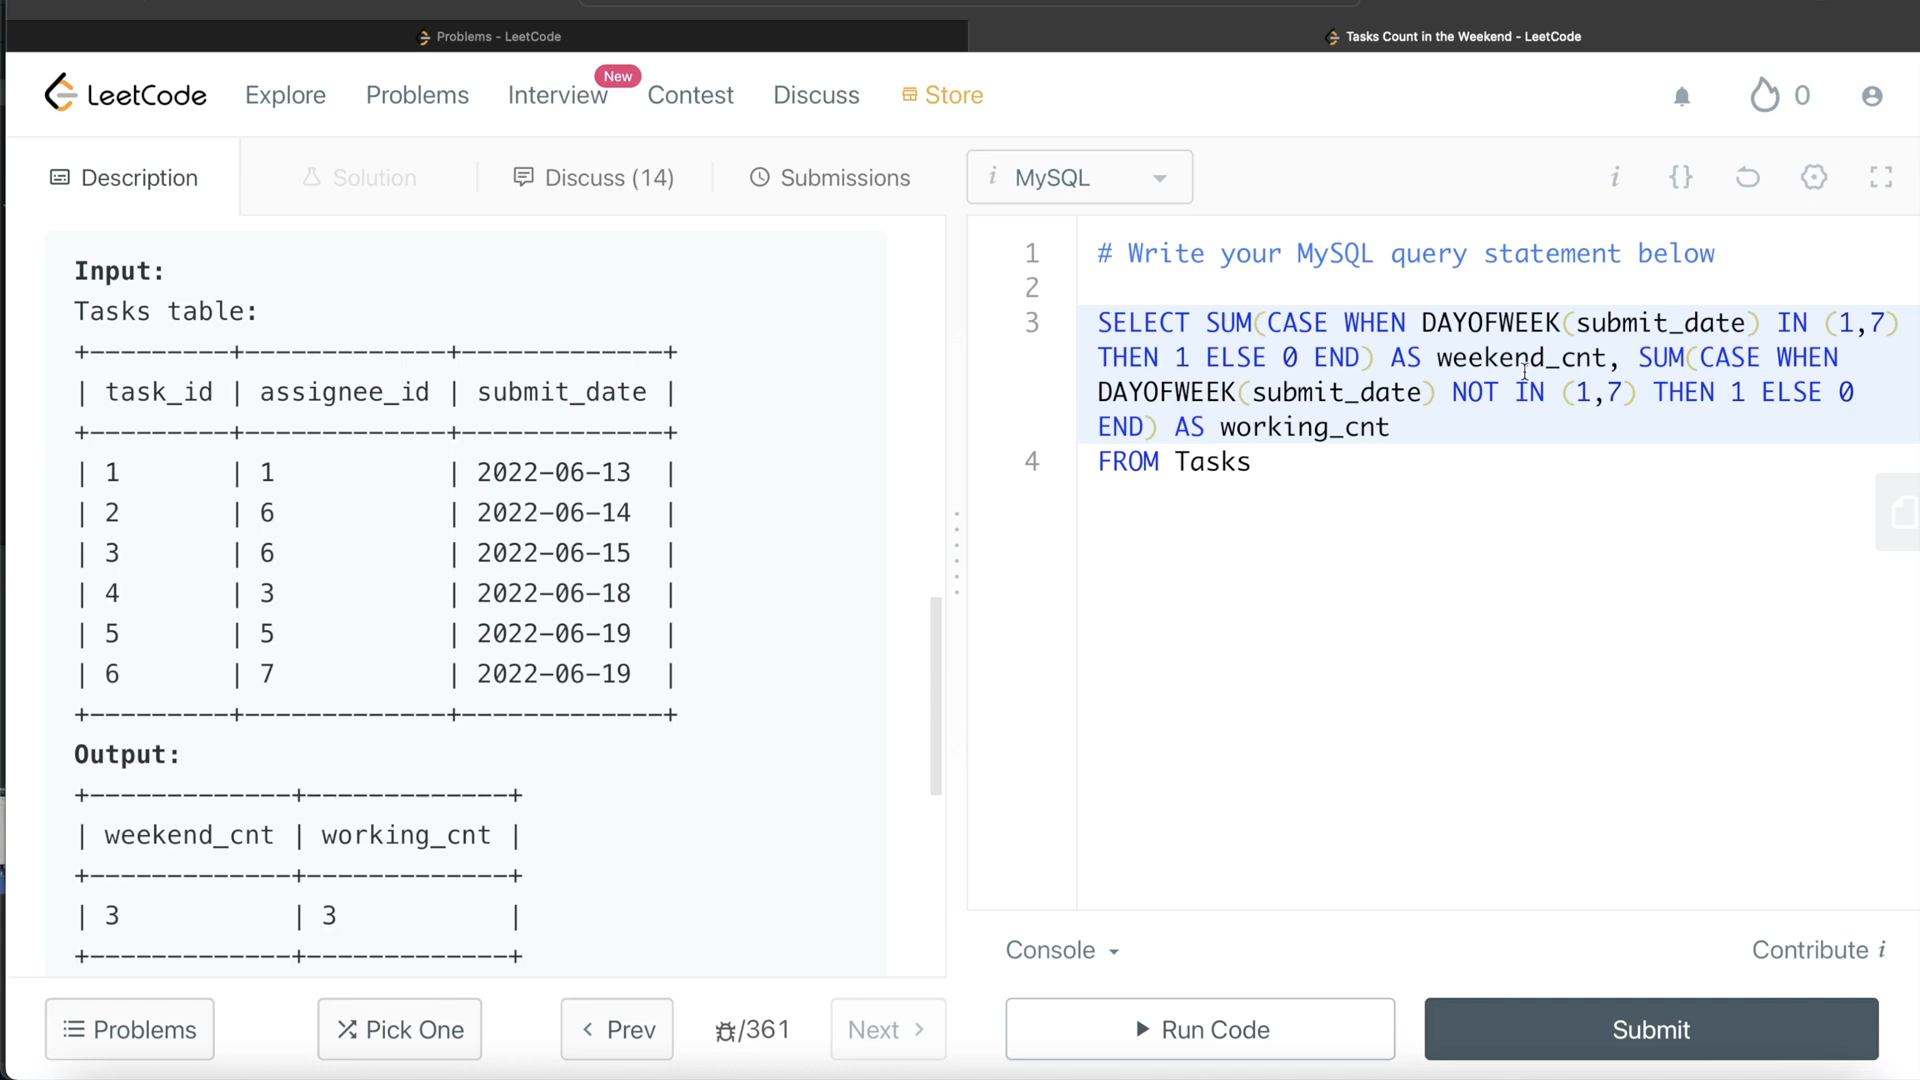 Problems - LeetCode
Tasks Count in the Weekend - LeetCode
LeetCode Explore Problems Interview New Contest Discuss Store 0
Description Solution Discuss (14) Submissions
Input:
Tasks table:
+---------+-------------+-------------+
| task_id | assignee_id | submit_date |
+---------+-------------+-------------+
| 1 | 1 | 2022-06-13 |
| 2 | 6 | 2022-06-14 |
| 3 | 6 | 2022-06-15 |
| 4 | 3 | 2022-06-18 |
| 5 | 5 | 2022-06-19 |
| 6 | 7 | 2022-06-19 |
+---------+-------------+-------------+
Output:
+-------------+-------------+
| weekend_cnt | working_cnt |
+-------------+-------------+
| 3 | 3 |
+-------------+-------------+
Problems Pick One Prev /361 Next
i MySQL i {}
1 # Write your MySQL query statement below
2
3 SELECT SUM(CASE WHEN DAYOFWEEK(submit_date) IN (1,7)
THEN 1 ELSE 0 END) AS weekend_cnt, SUM(CASE WHEN
DAYOFWEEK(submit_date) NOT IN (1,7) THEN 1 ELSE 0
END) AS working_cnt
4 FROM Tasks
Console Contribute i
Run Code Submit